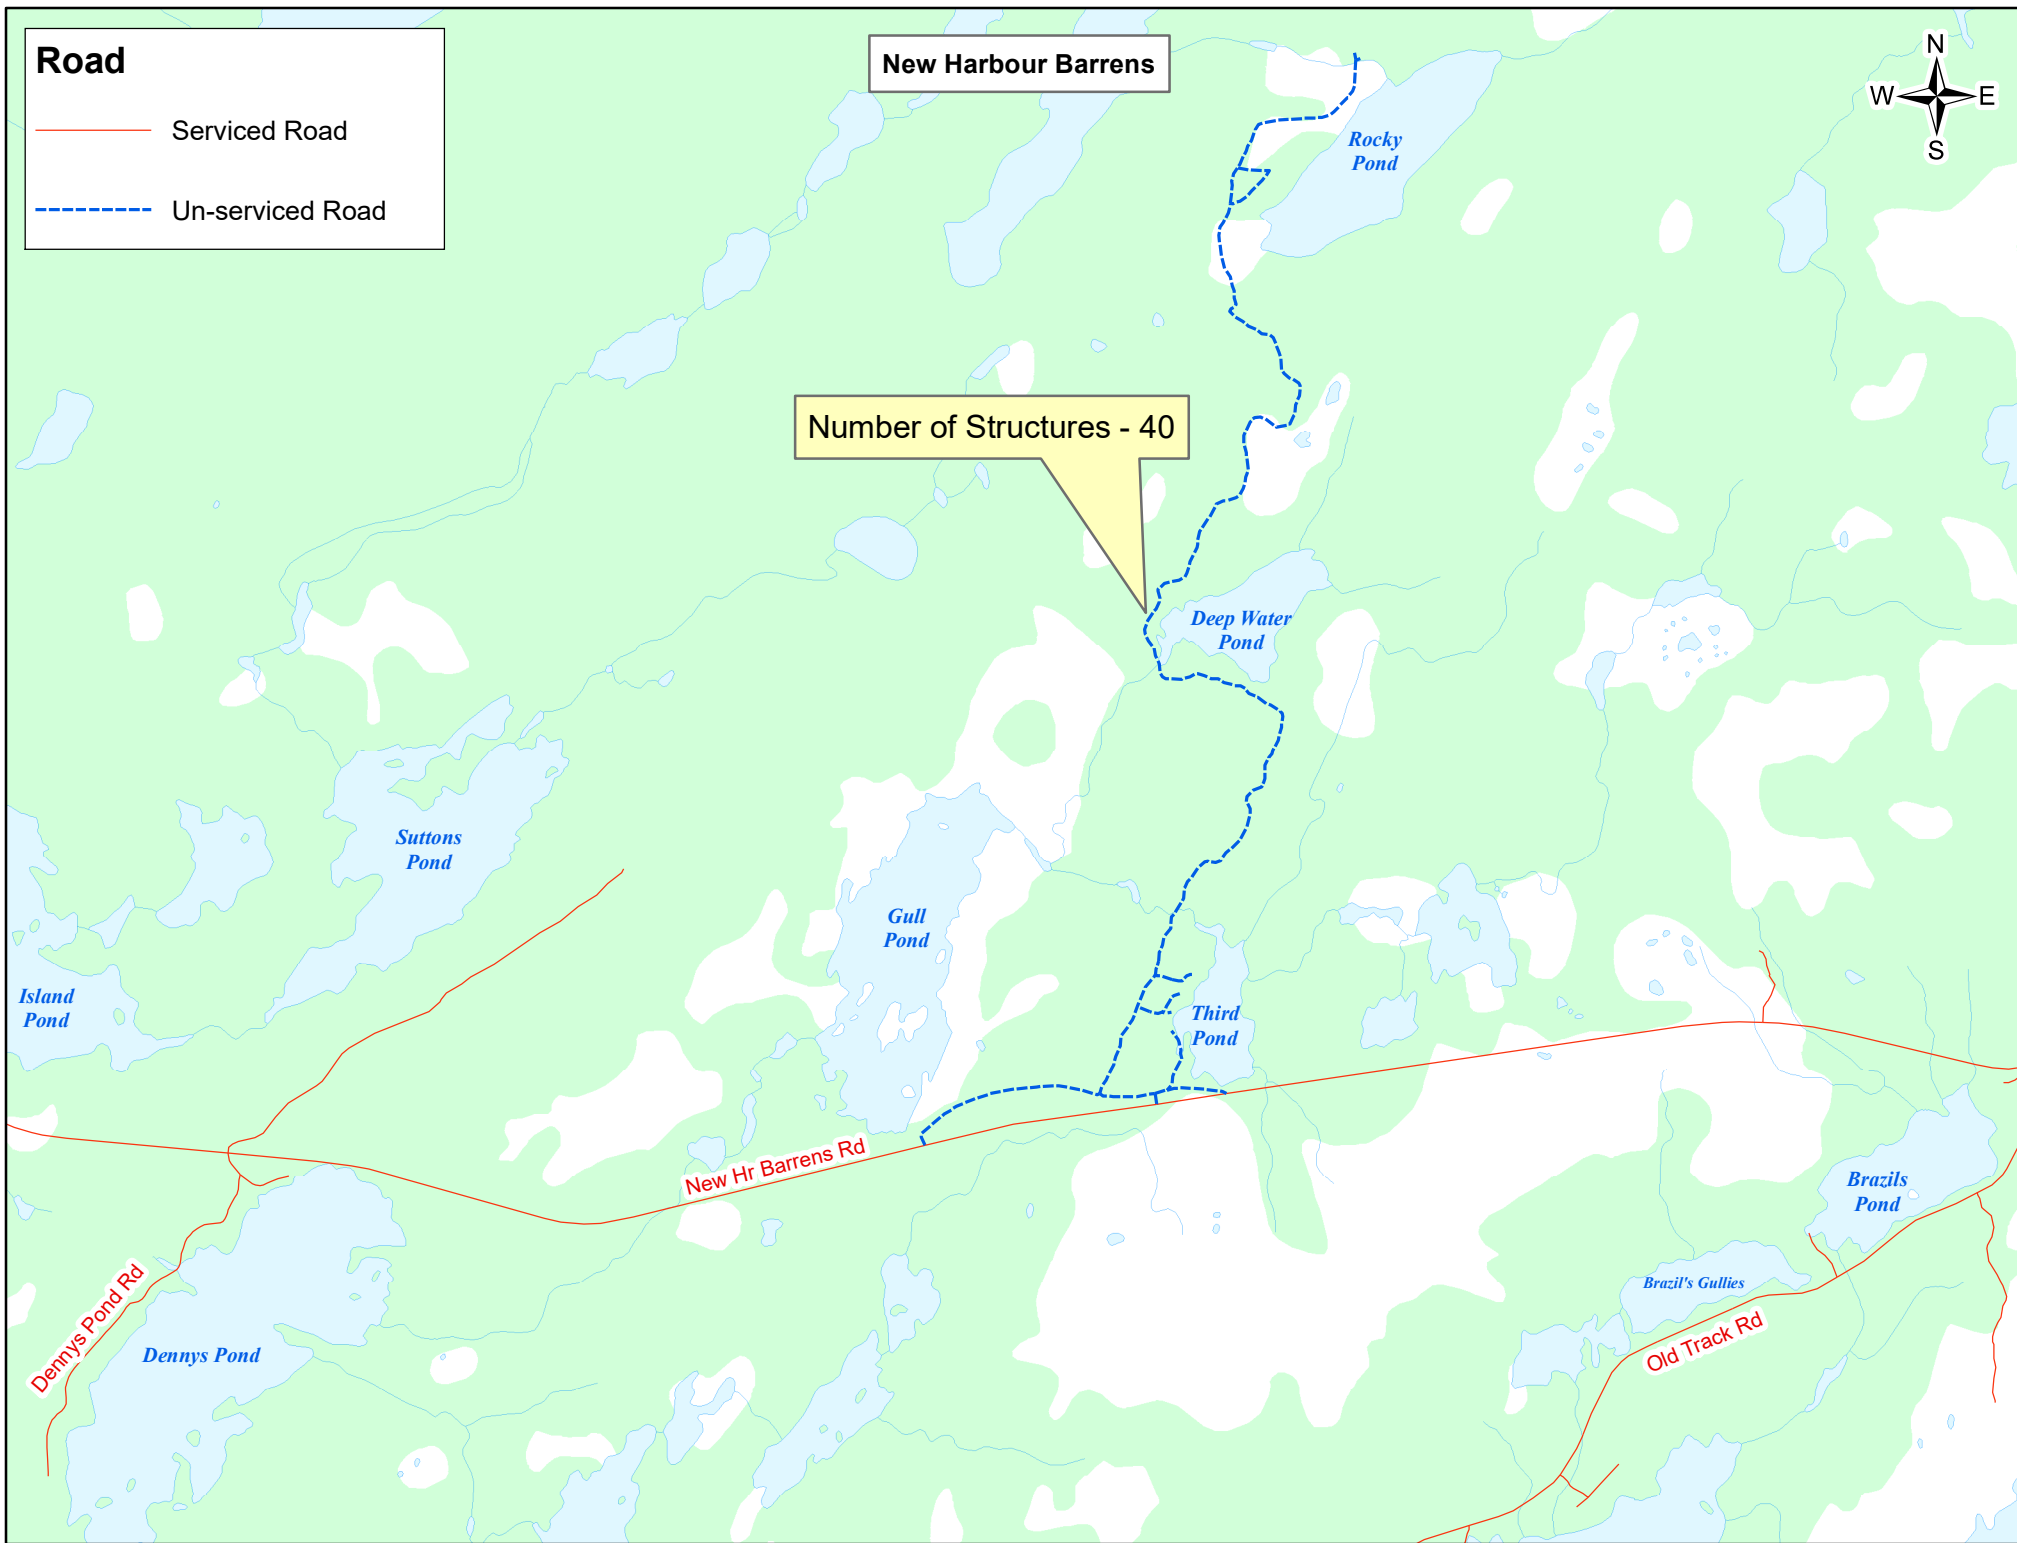 Road
Serviced Road
Un-serviced Road
New Harbour Barrens
N
W
E
S
Rocky
Pond
Number of Structures - 40
Deep Water
Pond
Suttons
Pond
Gull
Pond
Island
Pond
Third
Pond
New Hr Barrens Rd
Brazils
Pond
Brazil's Gullies
Old Track Rd
Dennys Pond Rd
Dennys Pond